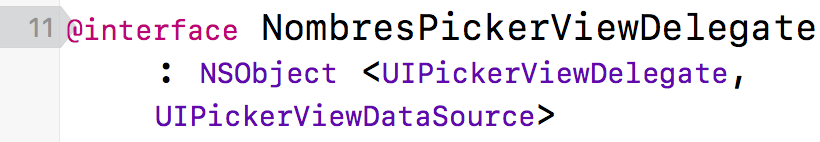 11 @interface NombresPickerViewDelegate
: NSObject <UIPickerViewDelegate,
UIPickerViewDataSource>